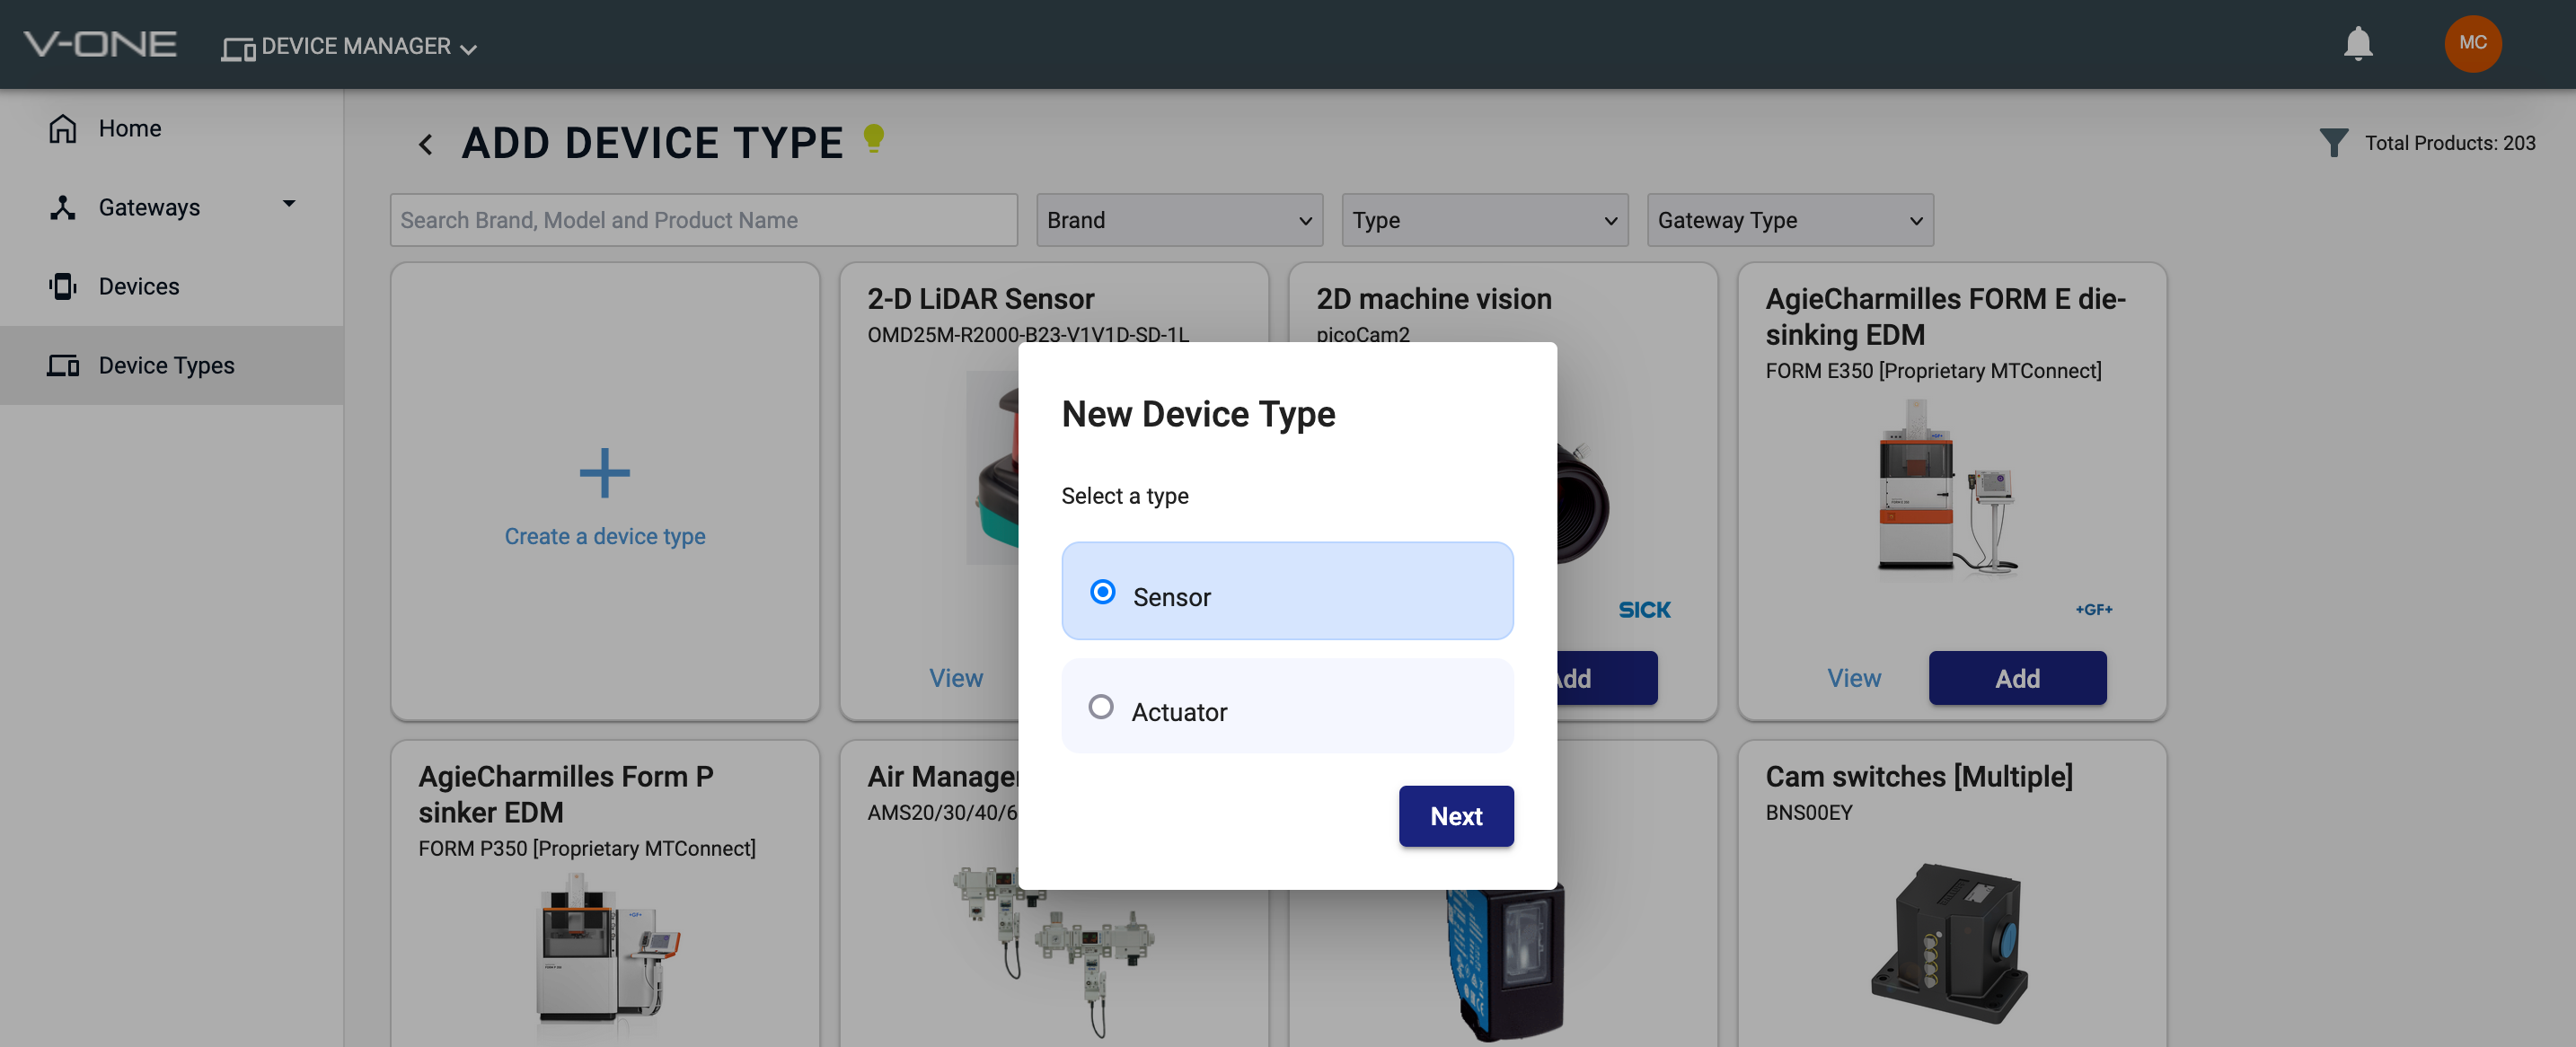 V-ONE
DEVICE MANAGER
MC
Home
Gateways
Devices
Device Types
ADD DEVICE TYPE
Total Products: 203
Search Brand, Model and Product Name
Brand
Type
Gateway Type
Create a device type
2-D LiDAR Sensor
OMD25M-R2000-B23-V1V1D-SD-1L
View
2D machine vision
picoCam2
SICK
Add
AgieCharmilles FORM E die-
sinking EDM
FORM E350 [Proprietary MTConnect]
+GF+
View
Add
New Device Type
Select a type
Sensor
Actuator
Next
AgieCharmilles Form P
sinker EDM
FORM P350 [Proprietary MTConnect]
Air Manage
AMS20/30/40/6
Cam switches [Multiple]
BNS00EY